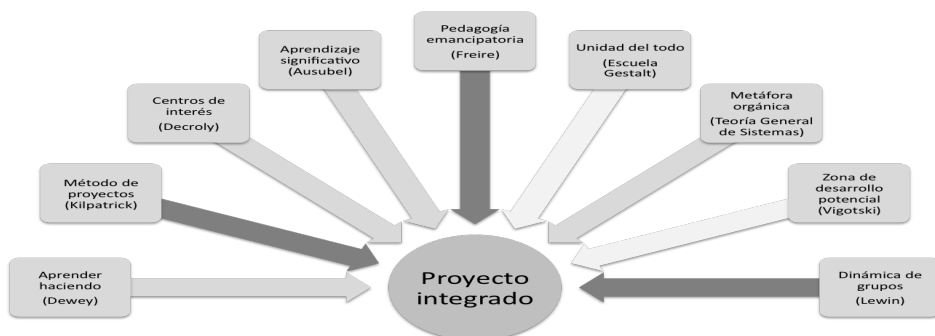 Aprender
haciendo
(Dewey)
Método de
proyectos
(Kilpatrick)
Centros de
interés
(Decroly)
Aprendizaje
significativo
(Ausubel)
Pedagogía
emancipatoria
(Freire)
Unidad del todo
(Escuela
Gestalt)
Metáfora
orgánica
(Teoría General
de Sistemas)
Zona de
desarrollo
potencial
(Vigotski)
Dinámica de
grupos
(Lewin)
Proyecto
integrado